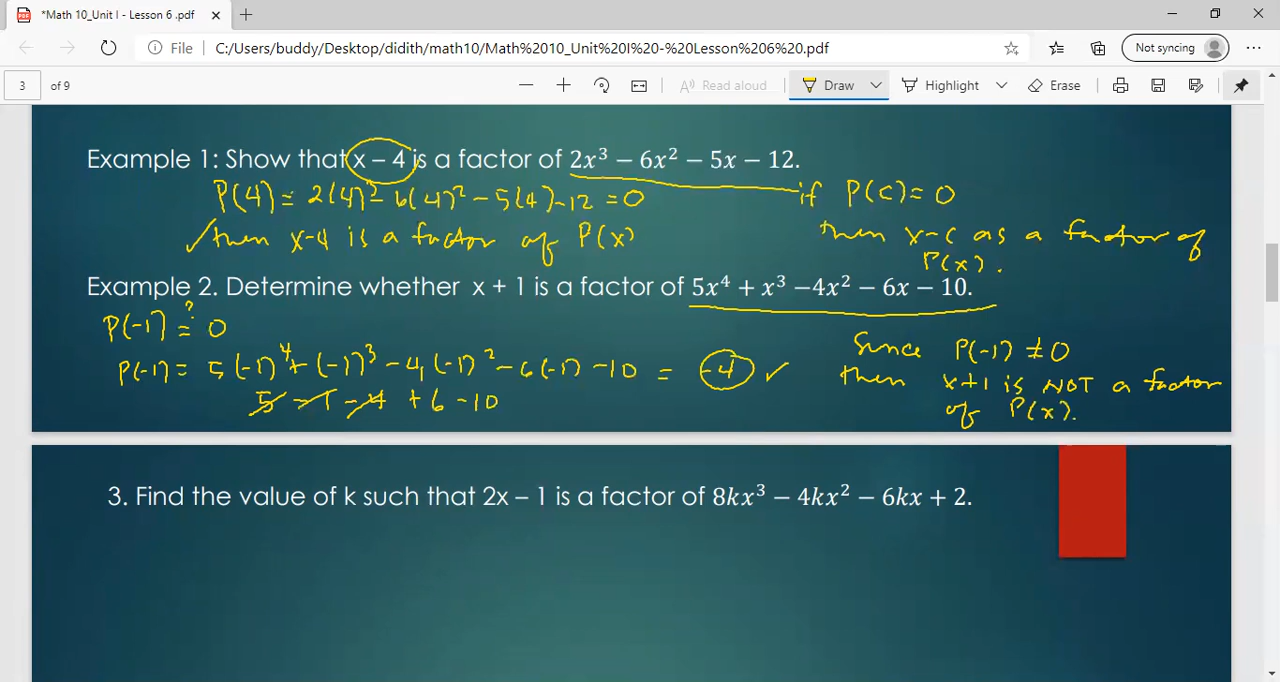 *Math 10_Unit I - Lesson 6 .pdf
File C:/Users/buddy/Desktop/didith/math10/Math%2010_Unit%20I%20-%20Lesson%206%20.pdf Not syncing
3 of 9 Read aloud Draw Highlight Erase
Example 1: Show that x – 4 is a factor of 2x³ − 6x² − 5x − 12.
P(4) = 2(4)³ - 6(4)² - 5(4) - 12 = 0 if P(c) = 0
✓ then x-4 is a factor of P(x) then x-c as a factor of
P(x).
Example 2. Determine whether x + 1 is a factor of 5x⁴ + x³ −4x² − 6x − 10.
P(-1) ≟ 0
Since P(-1) ≠ 0
P(-1) = 5(-1)⁴ + (-1)³ - 4(-1)² - 6(-1) - 10 = -4 ✓ then x+1 is NOT a factor
5 - 1 - 4 + 6 - 10 of P(x).
3. Find the value of k such that 2x – 1 is a factor of 8kx³ − 4kx² − 6kx + 2.